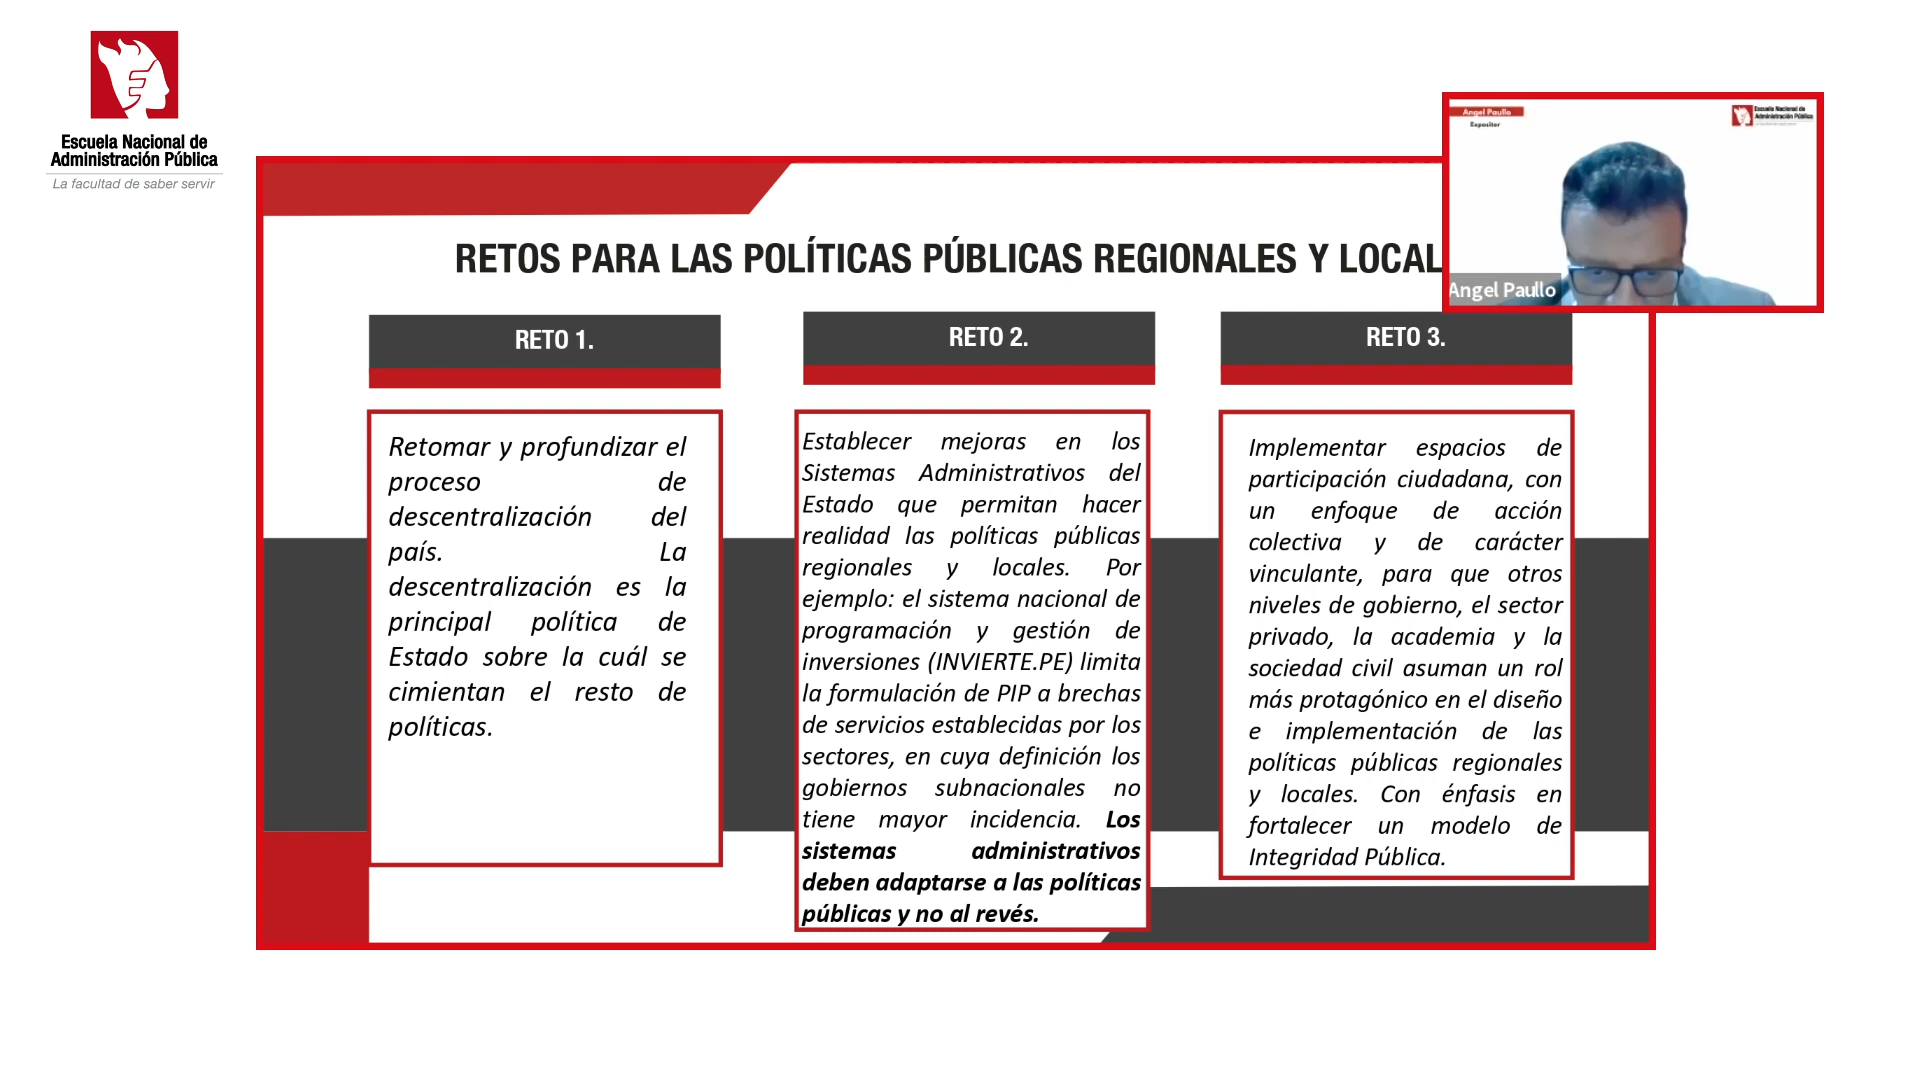 Escuela Nacional de
Administración Pública
La facultad de saber servir
Angel Paullo
Expositor
Escuela Nacional de
Administración Pública
Angel Paullo
RETOS PARA LAS POLÍTICAS PÚBLICAS REGIONALES Y LOCAL
RETO 1.
Retomar y profundizar el
proceso de
descentralización del
país. La
descentralización es la
principal política de
Estado sobre la cuál se
cimientan el resto de
políticas.
RETO 2.
Establecer mejoras en los
Sistemas Administrativos del
Estado que permitan hacer
realidad las políticas públicas
regionales y locales. Por
ejemplo: el sistema nacional de
programación y gestión de
inversiones (INVIERTE.PE) limita
la formulación de PIP a brechas
de servicios establecidas por los
sectores, en cuya definición los
gobiernos subnacionales no
tiene mayor incidencia. Los
sistemas administrativos
deben adaptarse a las políticas
públicas y no al revés.
RETO 3.
Implementar espacios de
participación ciudadana, con
un enfoque de acción
colectiva y de carácter
vinculante, para que otros
niveles de gobierno, el sector
privado, la academia y la
sociedad civil asuman un rol
más protagónico en el diseño
e implementación de las
políticas públicas regionales
y locales. Con énfasis en
fortalecer un modelo de
Integridad Pública.